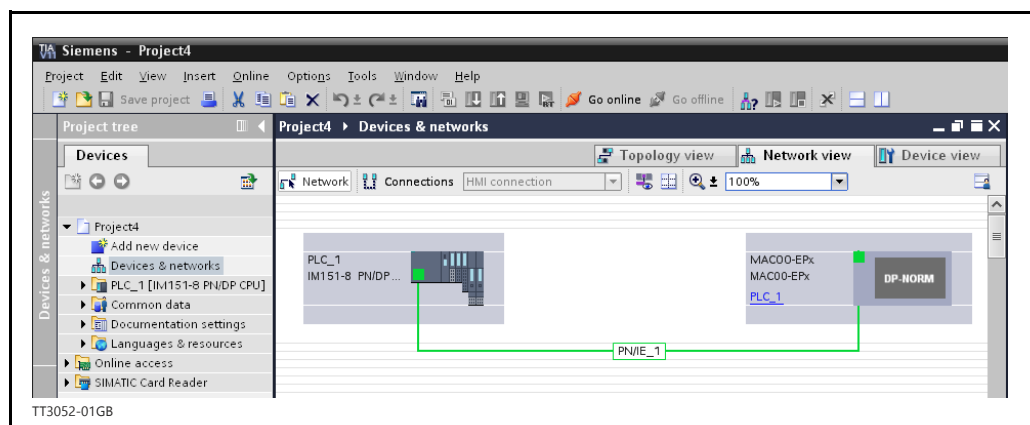 Siemens - Project4
Project Edit View Insert Online Options Tools Window Help
Save project Go online Go offline
Project tree
Project4 Devices & networks
Devices
Topology view Network view Device view
Network Connections HMI connection 100%
Devices & networks
Project4
Add new device
Devices & networks
PLC_1 [IM151-8 PN/DP CPU]
Common data
Documentation settings
Languages & resources
Online access
SIMATIC Card Reader
PLC_1
IM151-8 PN/DP...
MAC00-EPx
MAC00-EPx
PLC_1
DP-NORM
PN/IE_1
TT3052-01GB